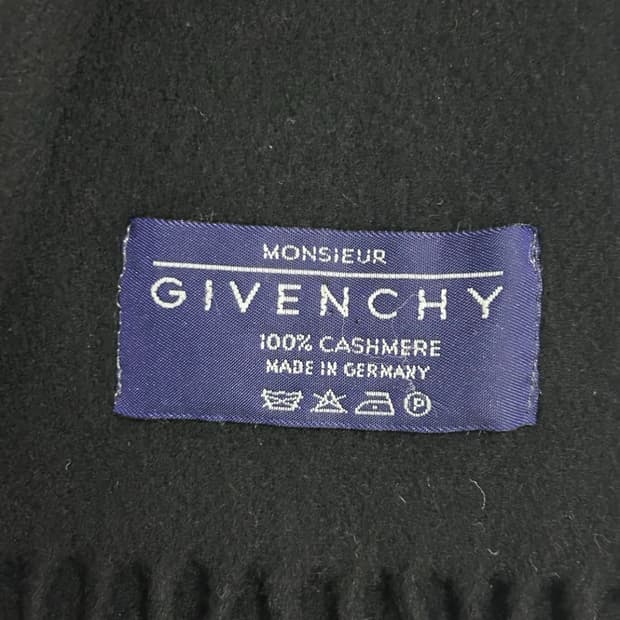 MONSIEUR
GIVENCHY
100% CASHMERE
MADE IN GERMANY
P